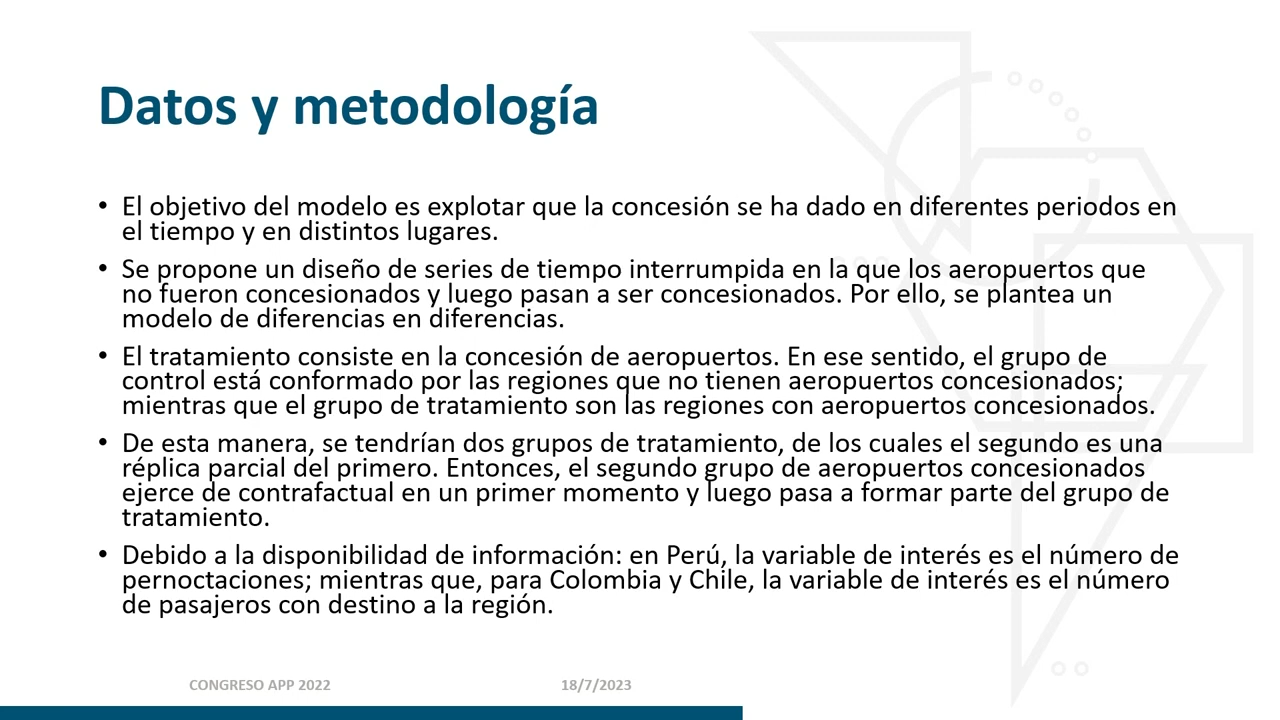 Datos y metodología
• El objetivo del modelo es explotar que la concesión se ha dado en diferentes periodos en
el tiempo y en distintos lugares.
• Se propone un diseño de series de tiempo interrumpida en la que los aeropuertos que
no fueron concesionados y luego pasan a ser concesionados. Por ello, se plantea un
modelo de diferencias en diferencias.
• El tratamiento consiste en la concesión de aeropuertos. En ese sentido, el grupo de
control está conformado por las regiones que no tienen aeropuertos concesionados;
mientras que el grupo de tratamiento son las regiones con aeropuertos concesionados.
• De esta manera, se tendrían dos grupos de tratamiento, de los cuales el segundo es una
réplica parcial del primero. Entonces, el segundo grupo de aeropuertos concesionados
ejerce de contrafactual en un primer momento y luego pasa a formar parte del grupo de
tratamiento.
• Debido a la disponibilidad de información: en Perú, la variable de interés es el número de
pernoctaciones; mientras que, para Colombia y Chile, la variable de interés es el número
de pasajeros con destino a la región.
CONGRESO APP 2022
18/7/2023